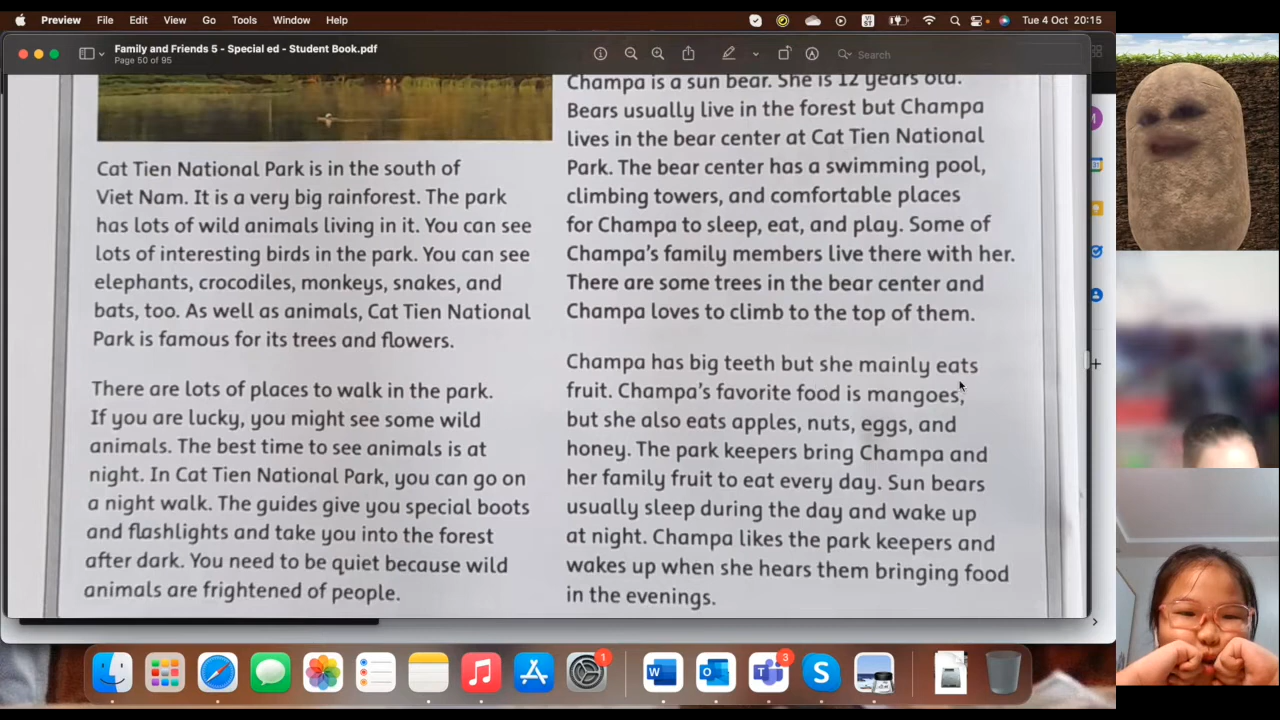 Preview File Edit View Go Tools Window Help
VI
ST
Tue 4 Oct 20:15
Family and Friends 5 - Special ed - Student Book.pdf
Page 50 of 95
Search
Cat Tien National Park is in the south of
Viet Nam. It is a very big rainforest. The park
has lots of wild animals living in it. You can see
lots of interesting birds in the park. You can see
elephants, crocodiles, monkeys, snakes, and
bats, too. As well as animals, Cat Tien National
Park is famous for its trees and flowers.
There are lots of places to walk in the park.
If you are lucky, you might see some wild
animals. The best time to see animals is at
night. In Cat Tien National Park, you can go on
a night walk. The guides give you special boots
and flashlights and take you into the forest
after dark. You need to be quiet because wild
animals are frightened of people.
Champa is a sun bear. She is 12 years old.
Bears usually live in the forest but Champa
lives in the bear center at Cat Tien National
Park. The bear center has a swimming pool,
climbing towers, and comfortable places
for Champa to sleep, eat, and play. Some of
Champa's family members live there with her.
There are some trees in the bear center and
Champa loves to climb to the top of them.
Champa has big teeth but she mainly eats
fruit. Champa's favorite food is mangoes,
but she also eats apples, nuts, eggs, and
honey. The park keepers bring Champa and
her family fruit to eat every day. Sun bears
usually sleep during the day and wake up
at night. Champa likes the park keepers and
wakes up when she hears them bringing food
in the evenings.
1
3